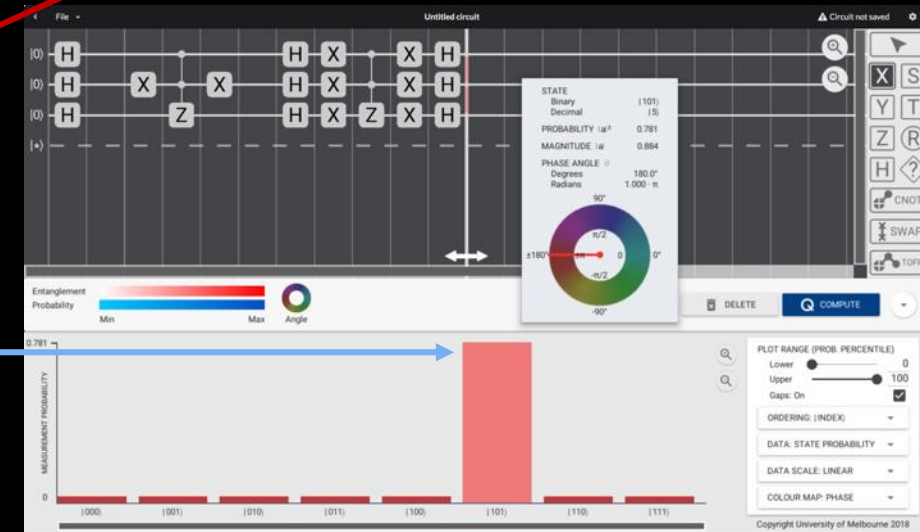 File
Untitled circuit
Circuit not saved
|0⟩ H H X X H
|0⟩ H X X H X X H
|0⟩ H Z H X Z X H
|*⟩
X S
Y T
Z R
H ?
CNOT
SWAP
TOFF
STATE
Binary |101⟩
Decimal |5⟩
PROBABILITY |a|² 0.781
MAGNITUDE |a| 0.884
PHASE ANGLE
Degrees 180.0°
Radians 1.000 · π
90°
π/2
±180° ±π 0 0°
-π/2
-90°
Entanglement
Probability
Min Max Angle
DELETE
COMPUTE
0.781
MEASUREMENT PROBABILITY
0
|000⟩ |001⟩ |010⟩ |011⟩ |100⟩ |101⟩ |110⟩ |111⟩
PLOT RANGE (PROB. PERCENTILE)
Lower 0
Upper 100
Gaps: On
ORDERING: |INDEX⟩
DATA: STATE PROBABILITY
DATA SCALE: LINEAR
COLOUR MAP: PHASE
Copyright University of Melbourne 2018